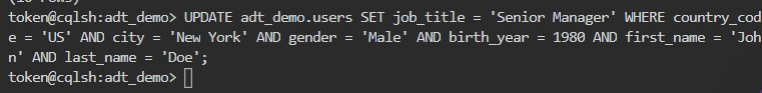 token@cqlsh:adt_demo> UPDATE adt_demo.users SET job_title = 'Senior Manager' WHERE country_cod
e = 'US' AND city = 'New York' AND gender = 'Male' AND birth_year = 1980 AND first_name = 'Joh
n' AND last_name = 'Doe';
token@cqlsh:adt_demo>